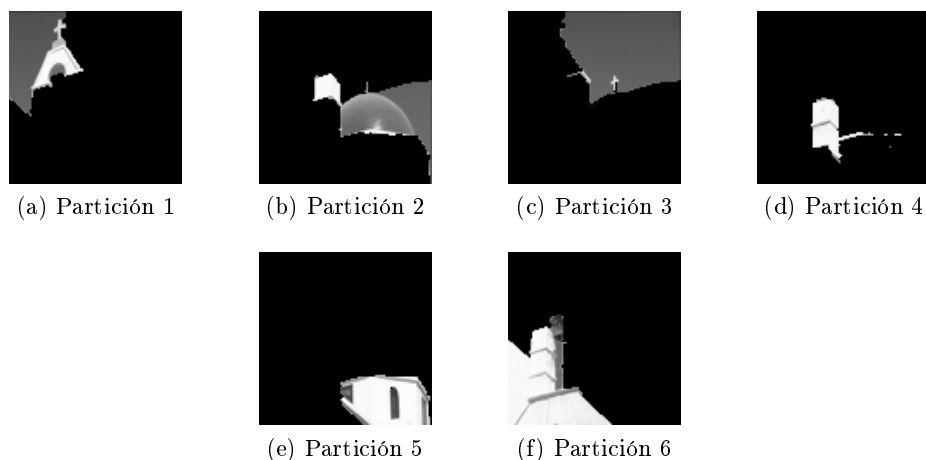 (a) Partición 1
(b) Partición 2
(c) Partición 3
(d) Partición 4
(e) Partición 5
(f) Partición 6